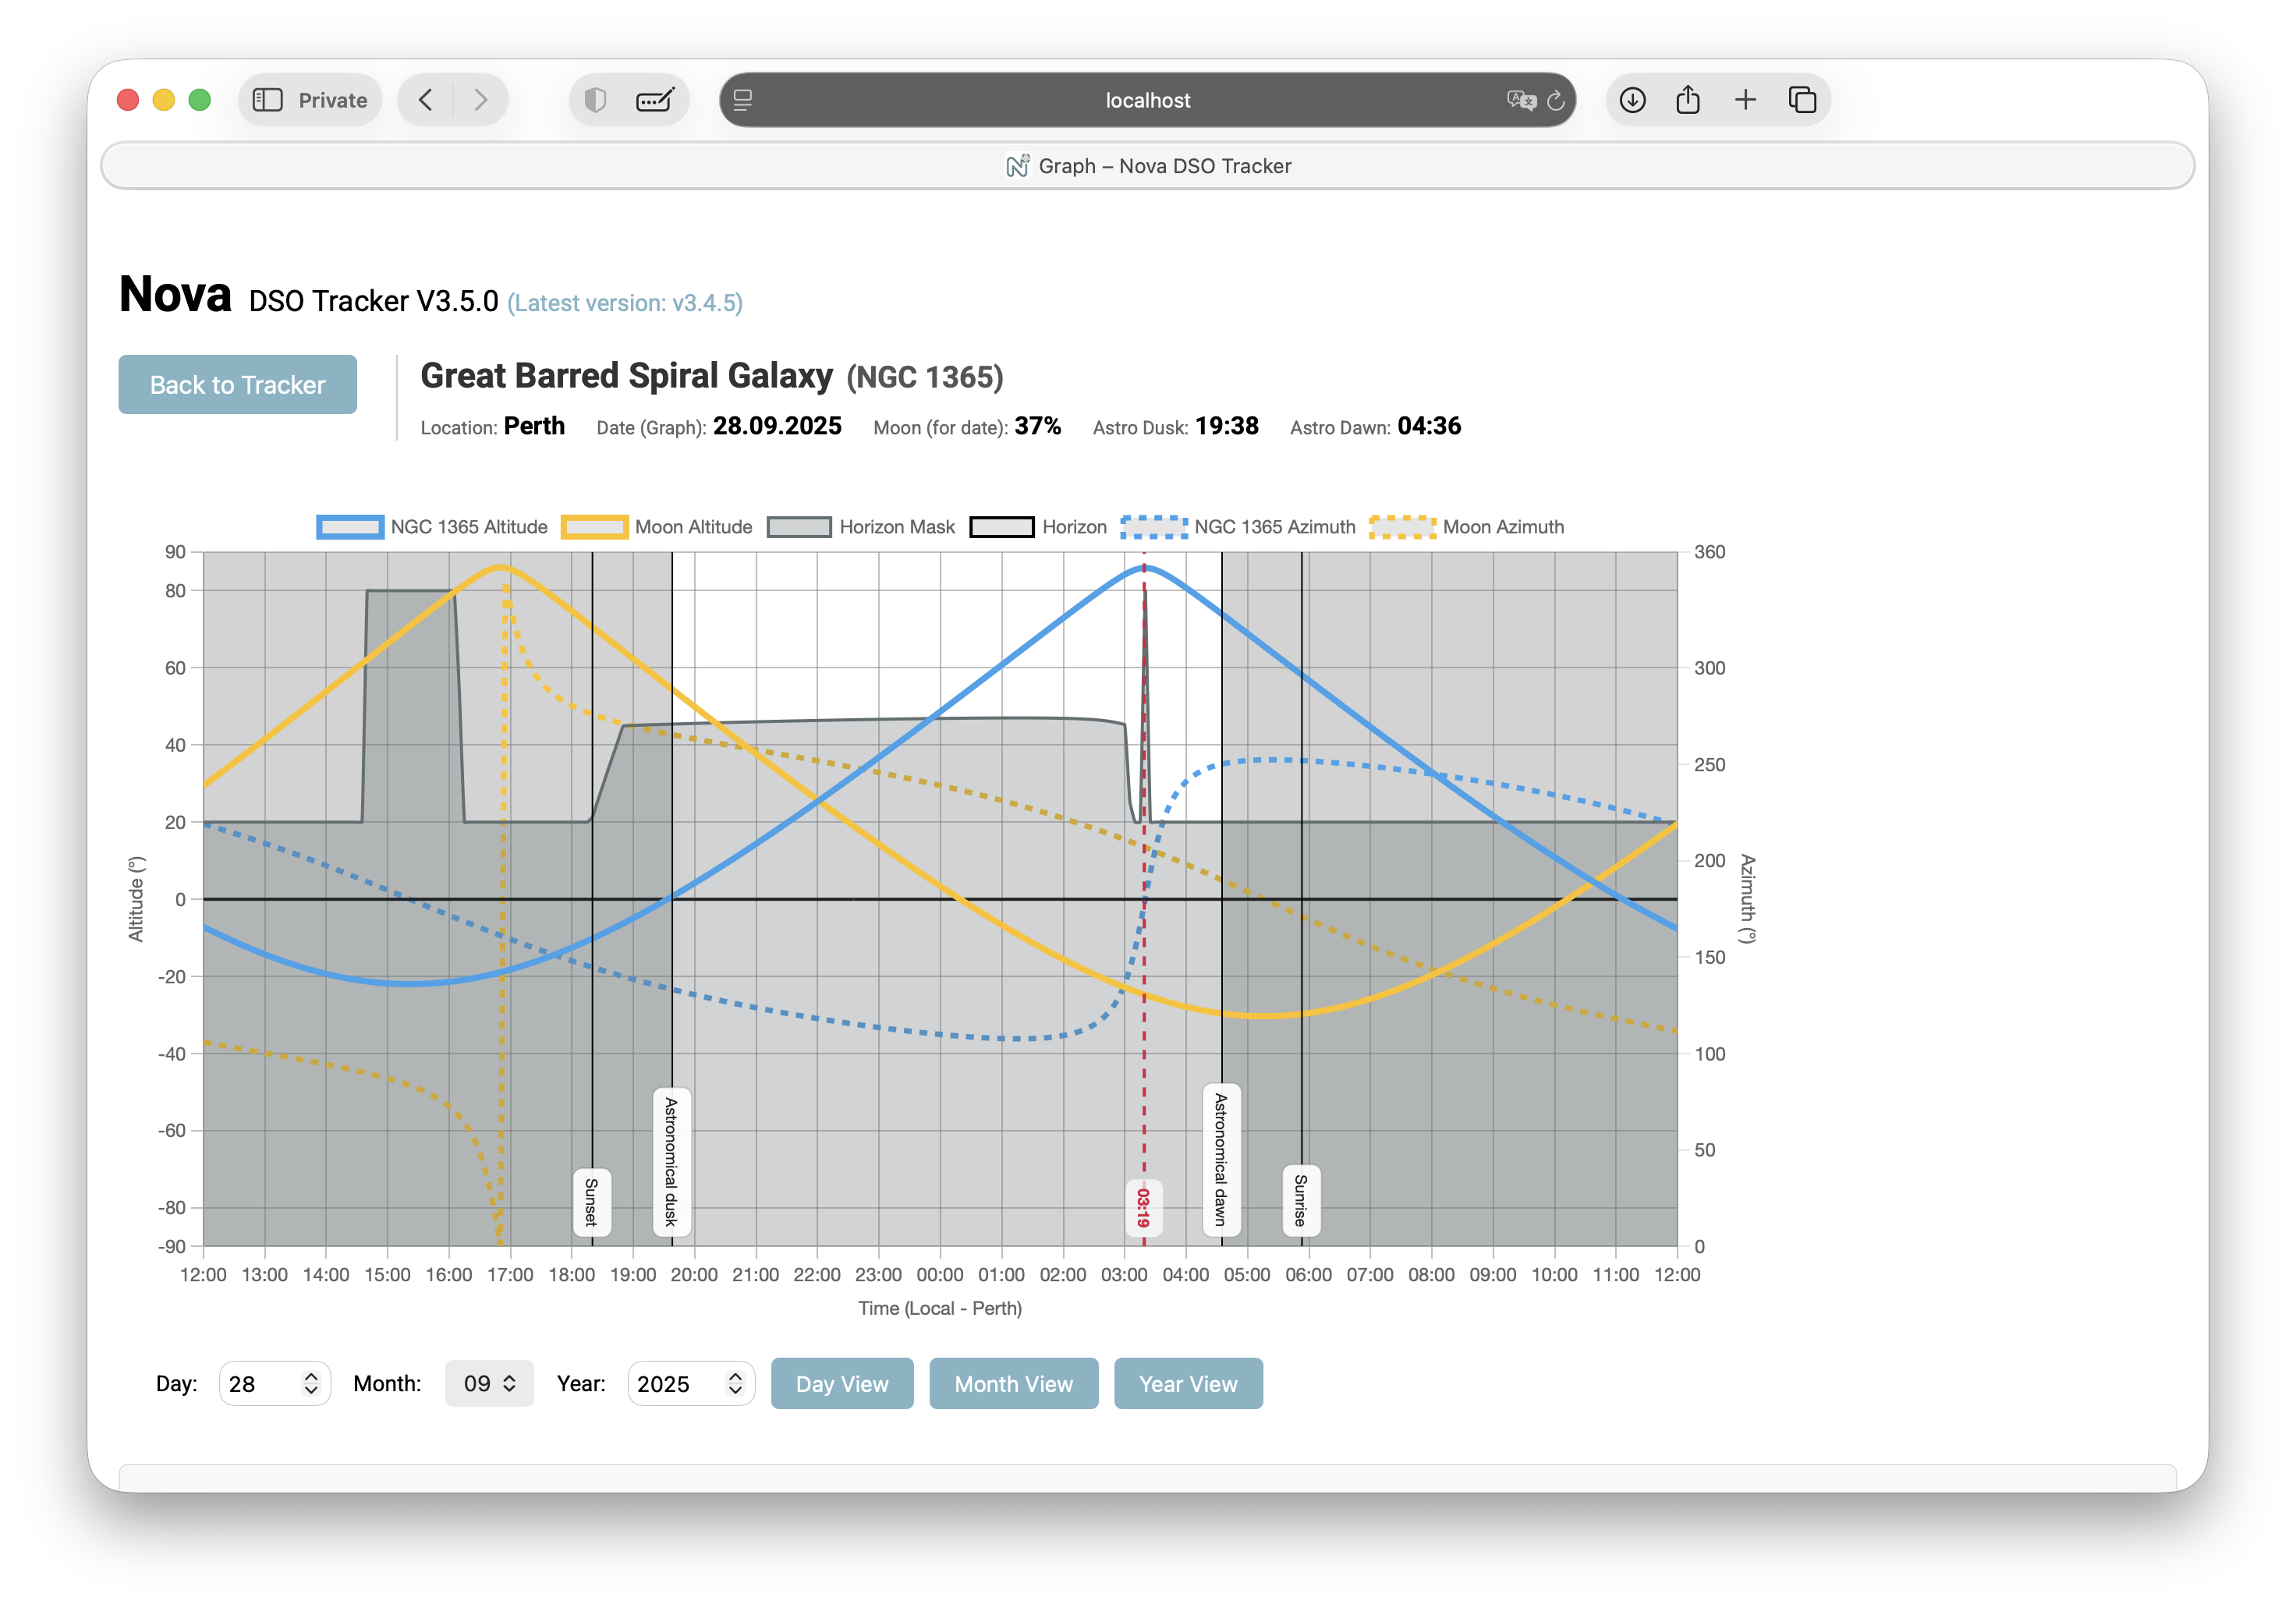 Private
localhost
Graph – Nova DSO Tracker
Nova DSO Tracker V3.5.0 (Latest version: v3.4.5)
Back to Tracker
Great Barred Spiral Galaxy (NGC 1365)
Location: Perth Date (Graph): 28.09.2025 Moon (for date): 37% Astro Dusk: 19:38 Astro Dawn: 04:36
NGC 1365 Altitude Moon Altitude Horizon Mask Horizon NGC 1365 Azimuth Moon Azimuth
90
80
60
40
20
0
-20
-40
-60
-80
-90
Altitude (°)
360
300
250
200
150
100
50
0
Azimuth (°)
Sunset
Astronomical dusk
03:19
Astronomical dawn
Sunrise
12:00 13:00 14:00 15:00 16:00 17:00 18:00 19:00 20:00 21:00 22:00 23:00 00:00 01:00 02:00 03:00 04:00 05:00 06:00 07:00 08:00 09:00 10:00 11:00 12:00
Time (Local - Perth)
Day: 28 Month: 09 Year: 2025 Day View Month View Year View